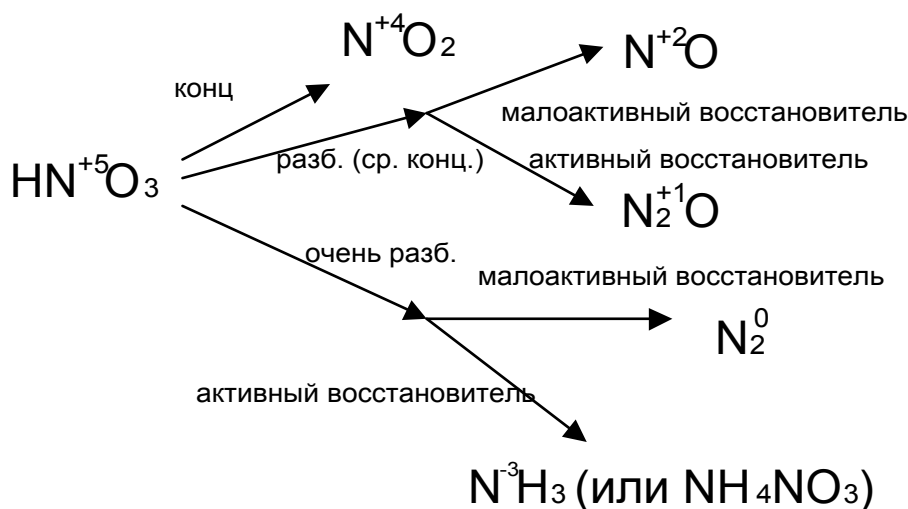 N⁺⁴O₂
N⁺²O
конц
малоактивный восстановитель
разб. (ср. конц.)
активный восстановитель
HN⁺⁵O₃
N₂⁺¹O
очень разб.
малоактивный восстановитель
N₂⁰
активный восстановитель
N⁻³H₃ (или NH₄NO₃)